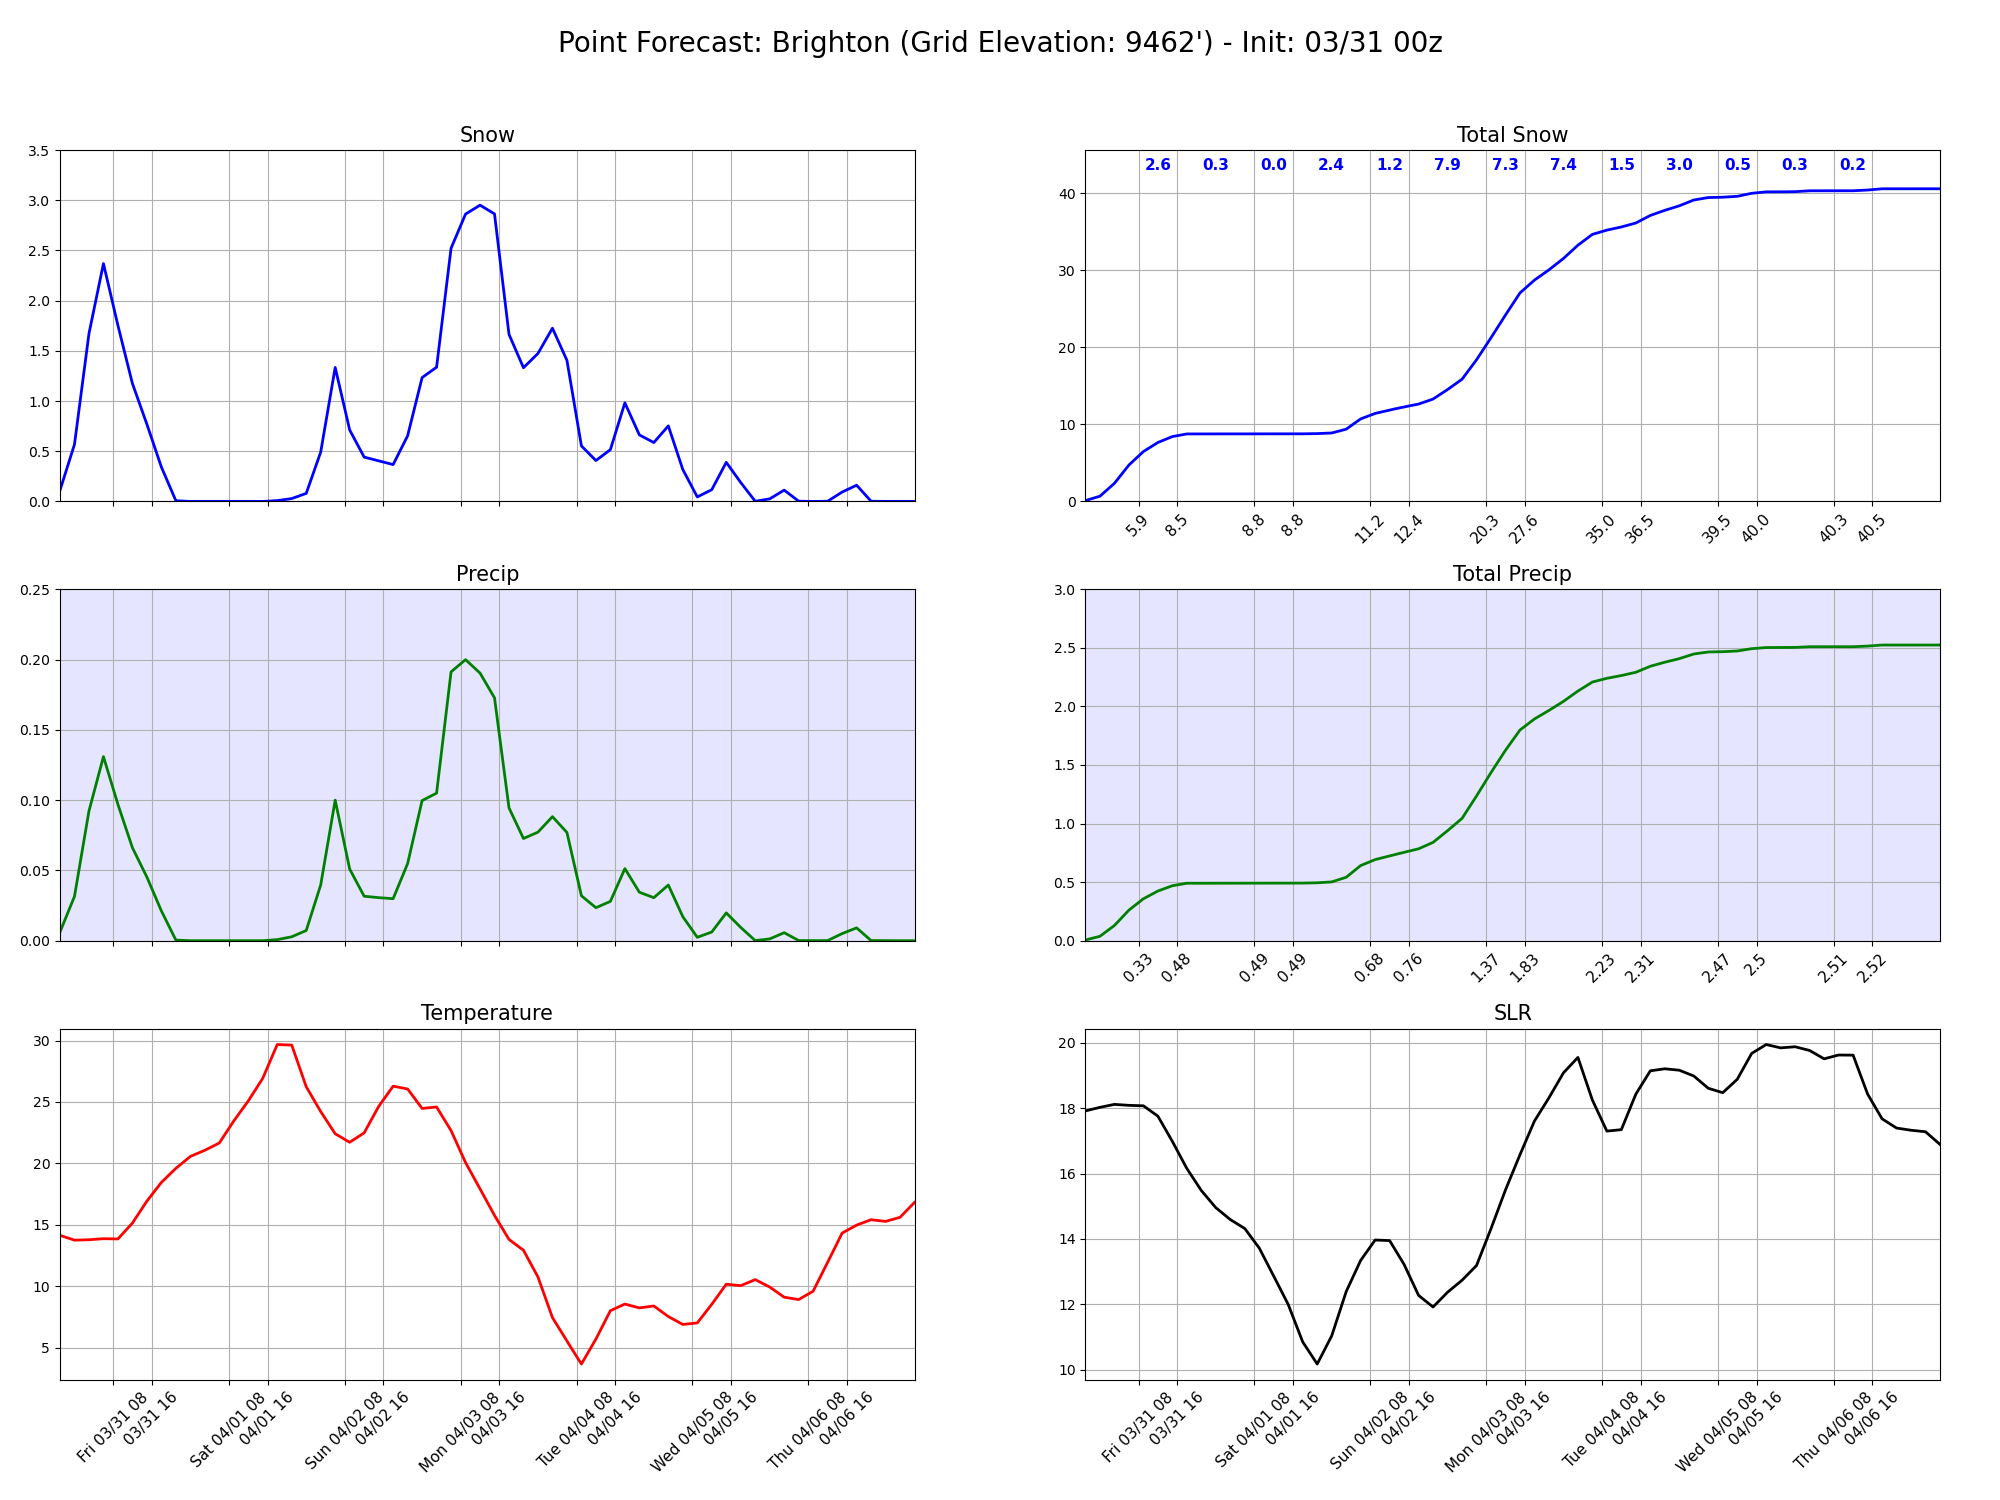 Point Forecast: Brighton (Grid Elevation: 9462') - Init: 03/31 00z
Snow
3.5
3.0
2.5
2.0
1.5
1.0
0.5
0.0
Total Snow
2.6 0.3 0.0 2.4 1.2 7.9 7.3 7.4 1.5 3.0 0.5 0.3 0.2
40
30
20
10
0
5.9 8.5 8.8 8.8 11.2 12.4 20.3 27.6 35.0 36.5 39.5 40.0 40.3 40.5
Precip
0.25
0.20
0.15
0.10
0.05
0.00
Total Precip
3.0
2.5
2.0
1.5
1.0
0.5
0.0
0.33 0.48 0.49 0.49 0.68 0.76 1.37 1.83 2.23 2.31 2.47 2.5 2.51 2.52
Temperature
30
25
20
15
10
5
Fri 03/31 08
03/31 16
Sat 04/01 08
04/01 16
Sun 04/02 08
04/02 16
Mon 04/03 08
04/03 16
Tue 04/04 08
04/04 16
Wed 04/05 08
04/05 16
Thu 04/06 08
04/06 16
SLR
20
18
16
14
12
10
Fri 03/31 08
03/31 16
Sat 04/01 08
04/01 16
Sun 04/02 08
04/02 16
Mon 04/03 08
04/03 16
Tue 04/04 08
04/04 16
Wed 04/05 08
04/05 16
Thu 04/06 08
04/06 16